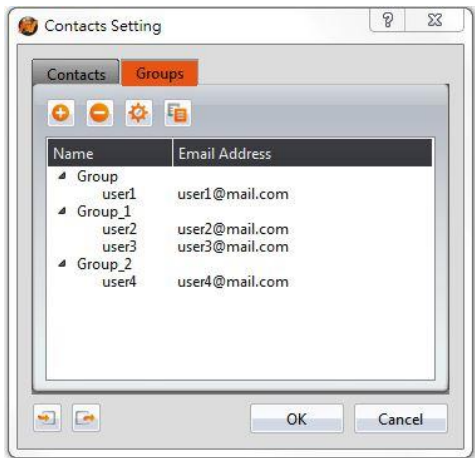 Contacts Setting
Contacts Groups
Name Email Address
Group
user1 user1@mail.com
Group_1
user2 user2@mail.com
user3 user3@mail.com
Group_2
user4 user4@mail.com
OK Cancel